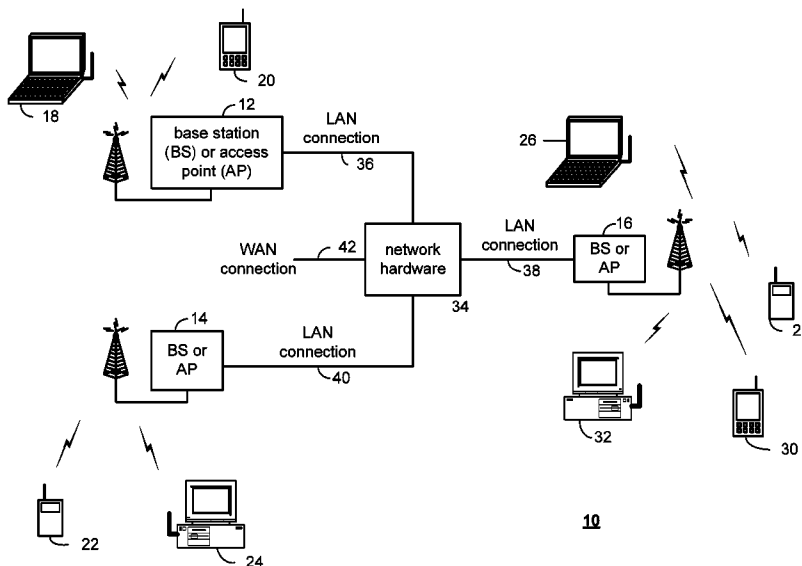 20
18
12
base station
(BS) or access
point (AP)
LAN
connection
36
26
WAN
connection
42
network
hardware
34
LAN
connection
38
16
BS or
AP
2
14
BS or
AP
LAN
connection
40
32
30
22
24
10